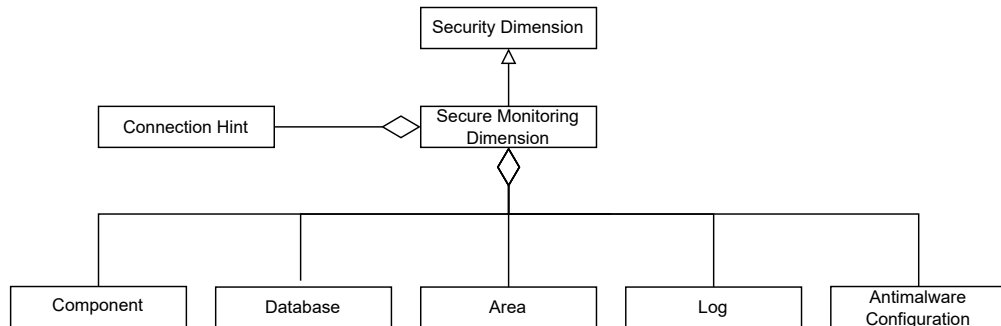 Security Dimension
Connection Hint
Secure Monitoring
Dimension
Component
Database
Area
Log
Antimalware
Configuration